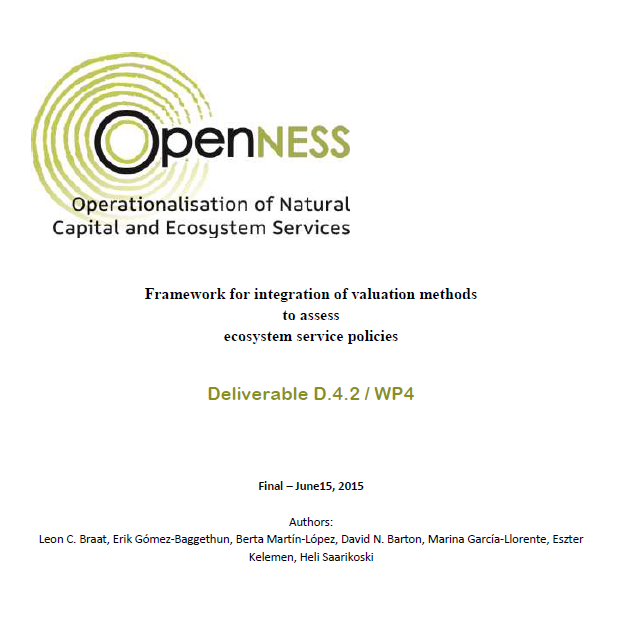 OpenNESS
Operationalisation of Natural
Capital and Ecosystem Services
Framework for integration of valuation methods
to assess
ecosystem service policies
Deliverable D.4.2 / WP4
Final – June15, 2015
Authors:
Leon C. Braat, Erik Gómez-Baggethun, Berta Martín-López, David N. Barton, Marina García-Llorente, Eszter
Kelemen, Heli Saarikoski